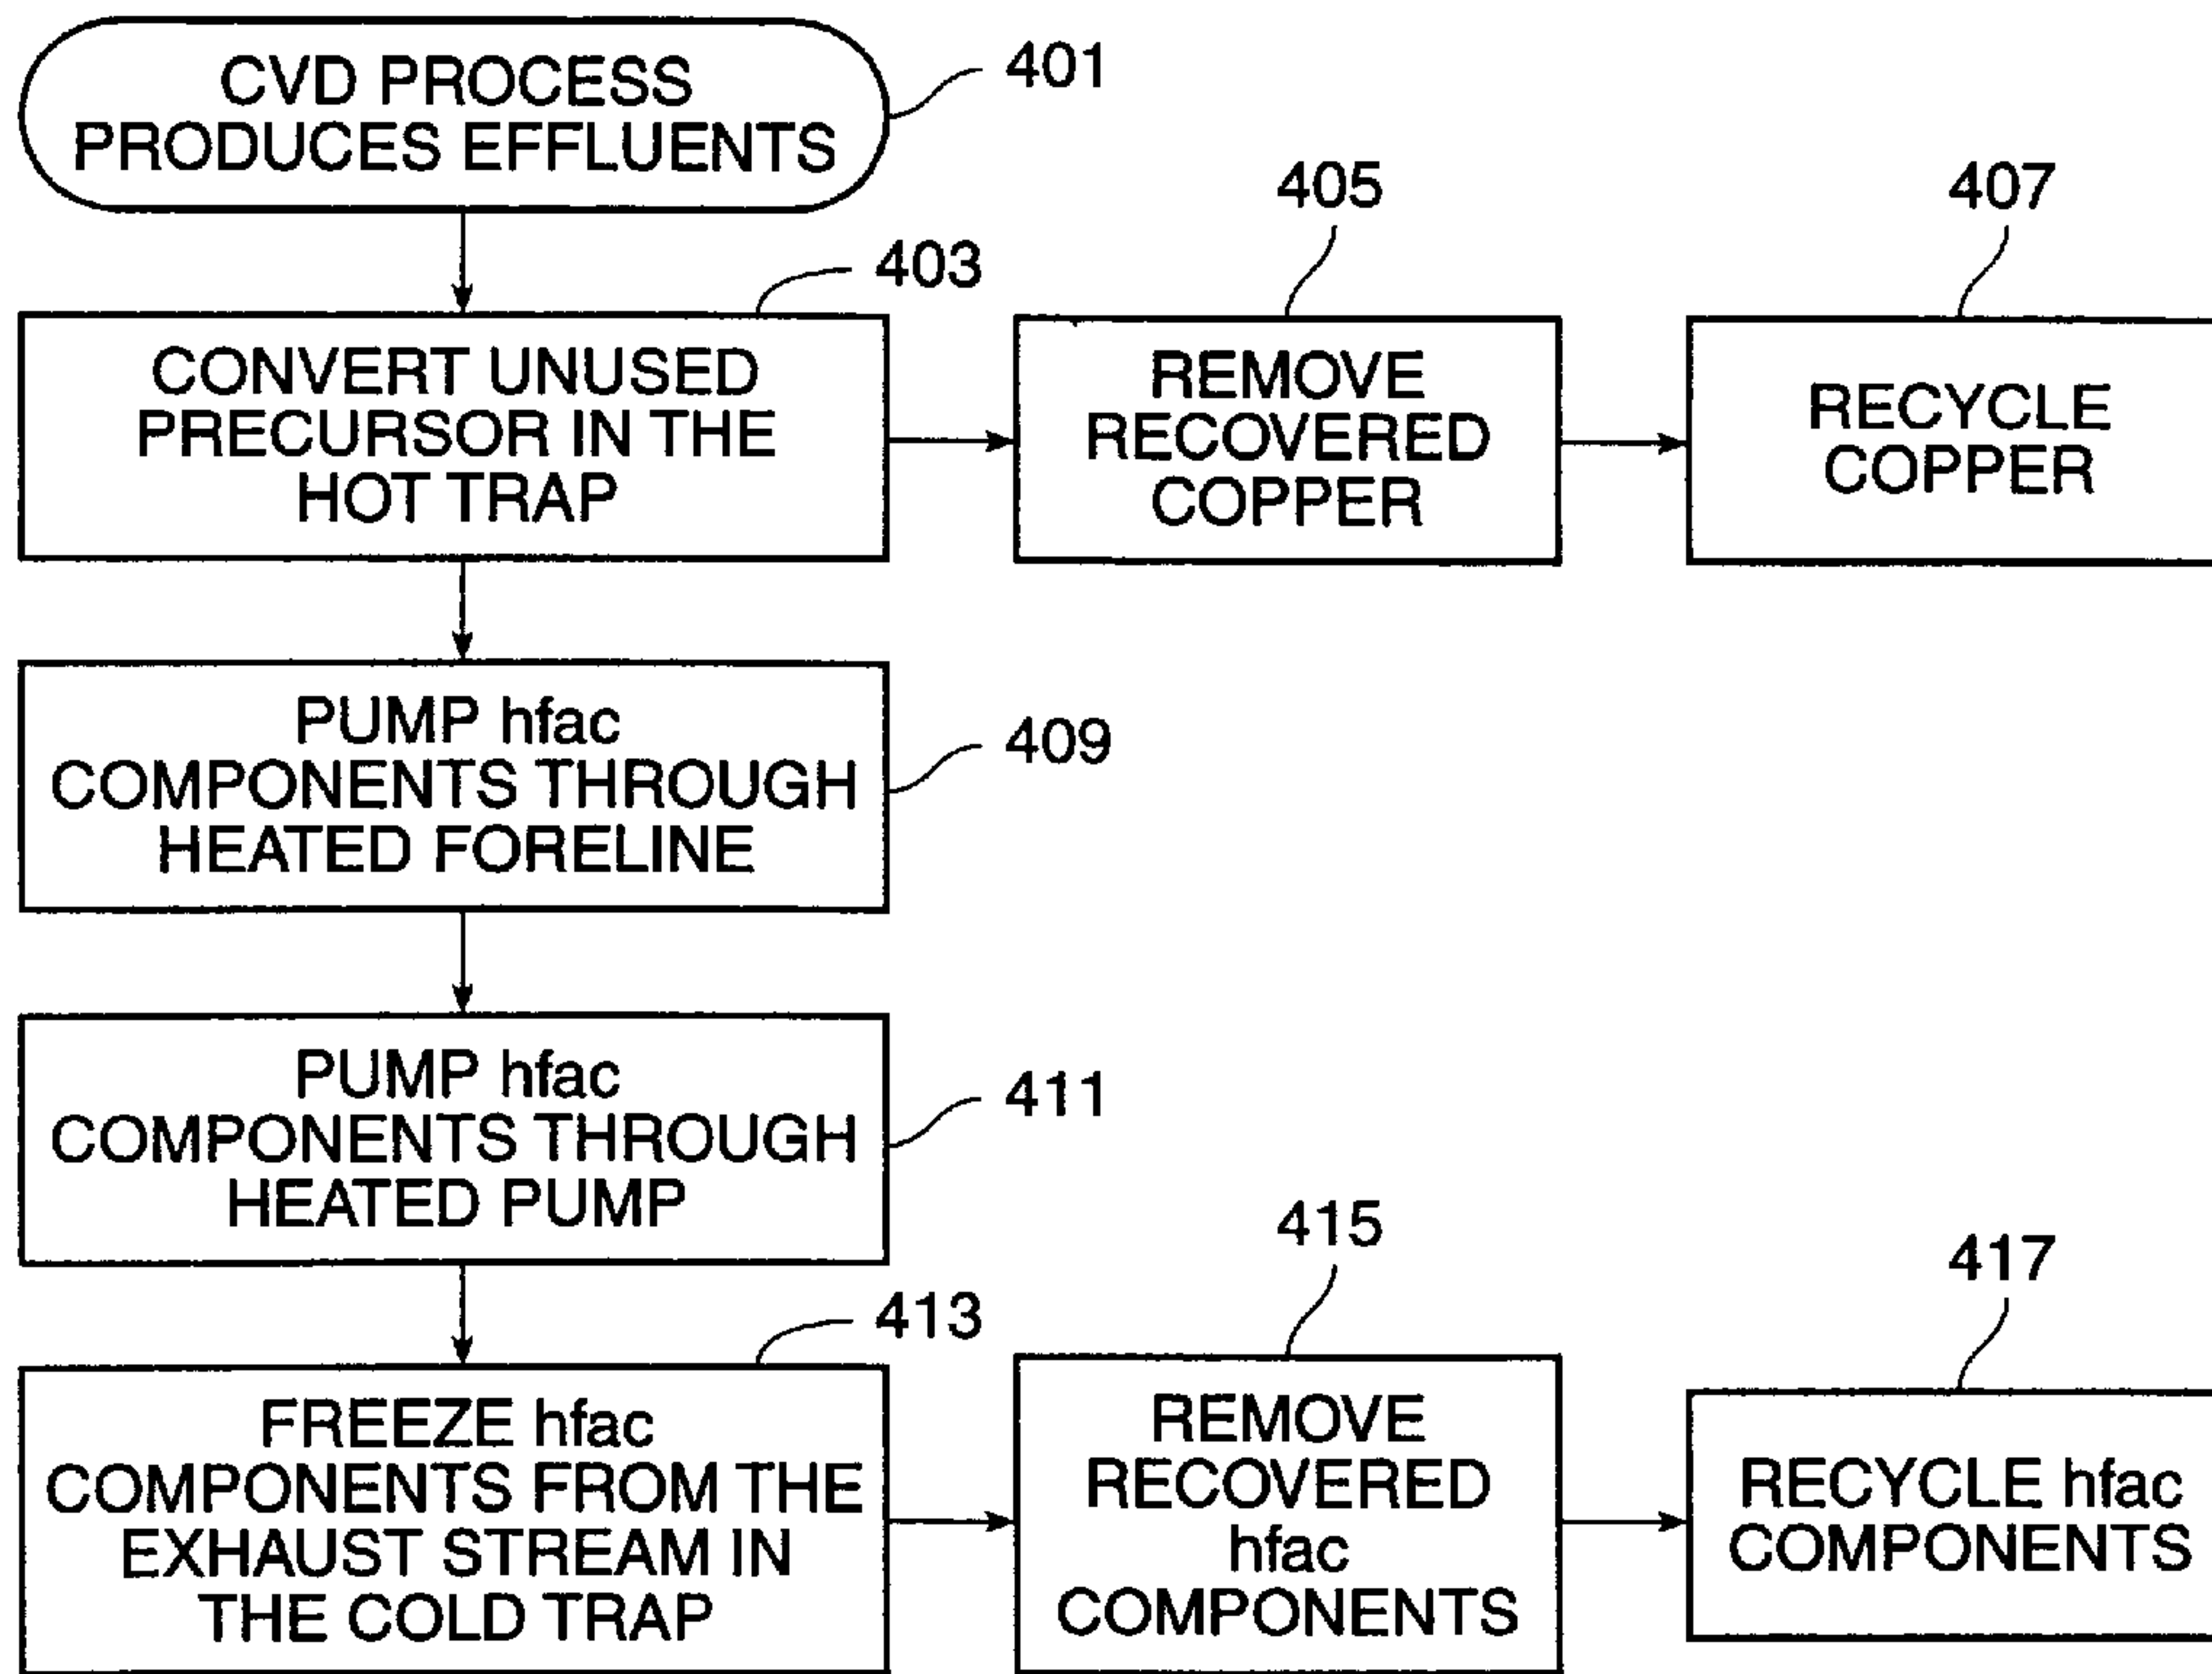 CVD PROCESS
PRODUCES EFFLUENTS
401
403
CONVERT UNUSED
PRECURSOR IN THE
HOT TRAP
405
REMOVE
RECOVERED
COPPER
407
RECYCLE
COPPER
PUMP hfac
COMPONENTS THROUGH
HEATED FORELINE
409
PUMP hfac
COMPONENTS THROUGH
HEATED PUMP
411
413
FREEZE hfac
COMPONENTS FROM THE
EXHAUST STREAM IN
THE COLD TRAP
415
REMOVE
RECOVERED
hfac
COMPONENTS
417
RECYCLE hfac
COMPONENTS